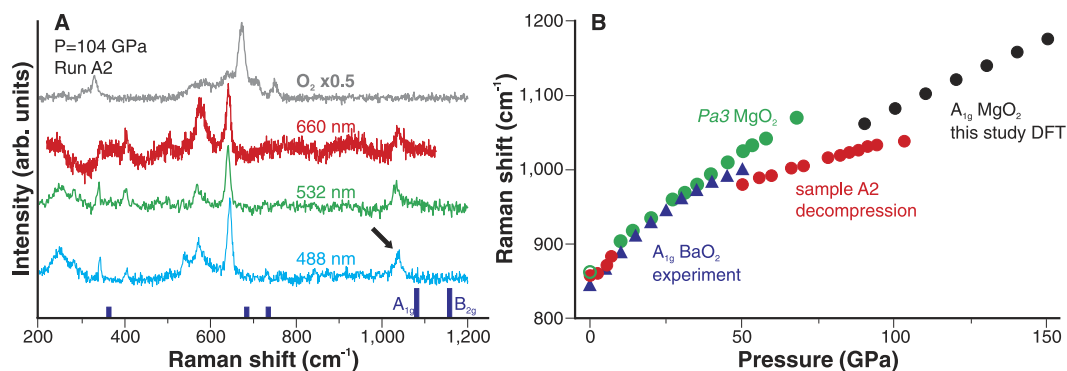 A
P=104 GPa
Run A2
O₂ x0.5
660 nm
532 nm
488 nm
A₁g
B₂g
200
400
600
800
1,000
1,200
Raman shift (cm⁻¹)
Intensity (arb. units)
B
1200
1,100
1,000
900
800
Raman shift (cm⁻¹)
Pa3 MgO₂
A₁g MgO₂
this study DFT
sample A2
decompression
A₁g BaO₂
experiment
0
50
100
150
Pressure (GPa)